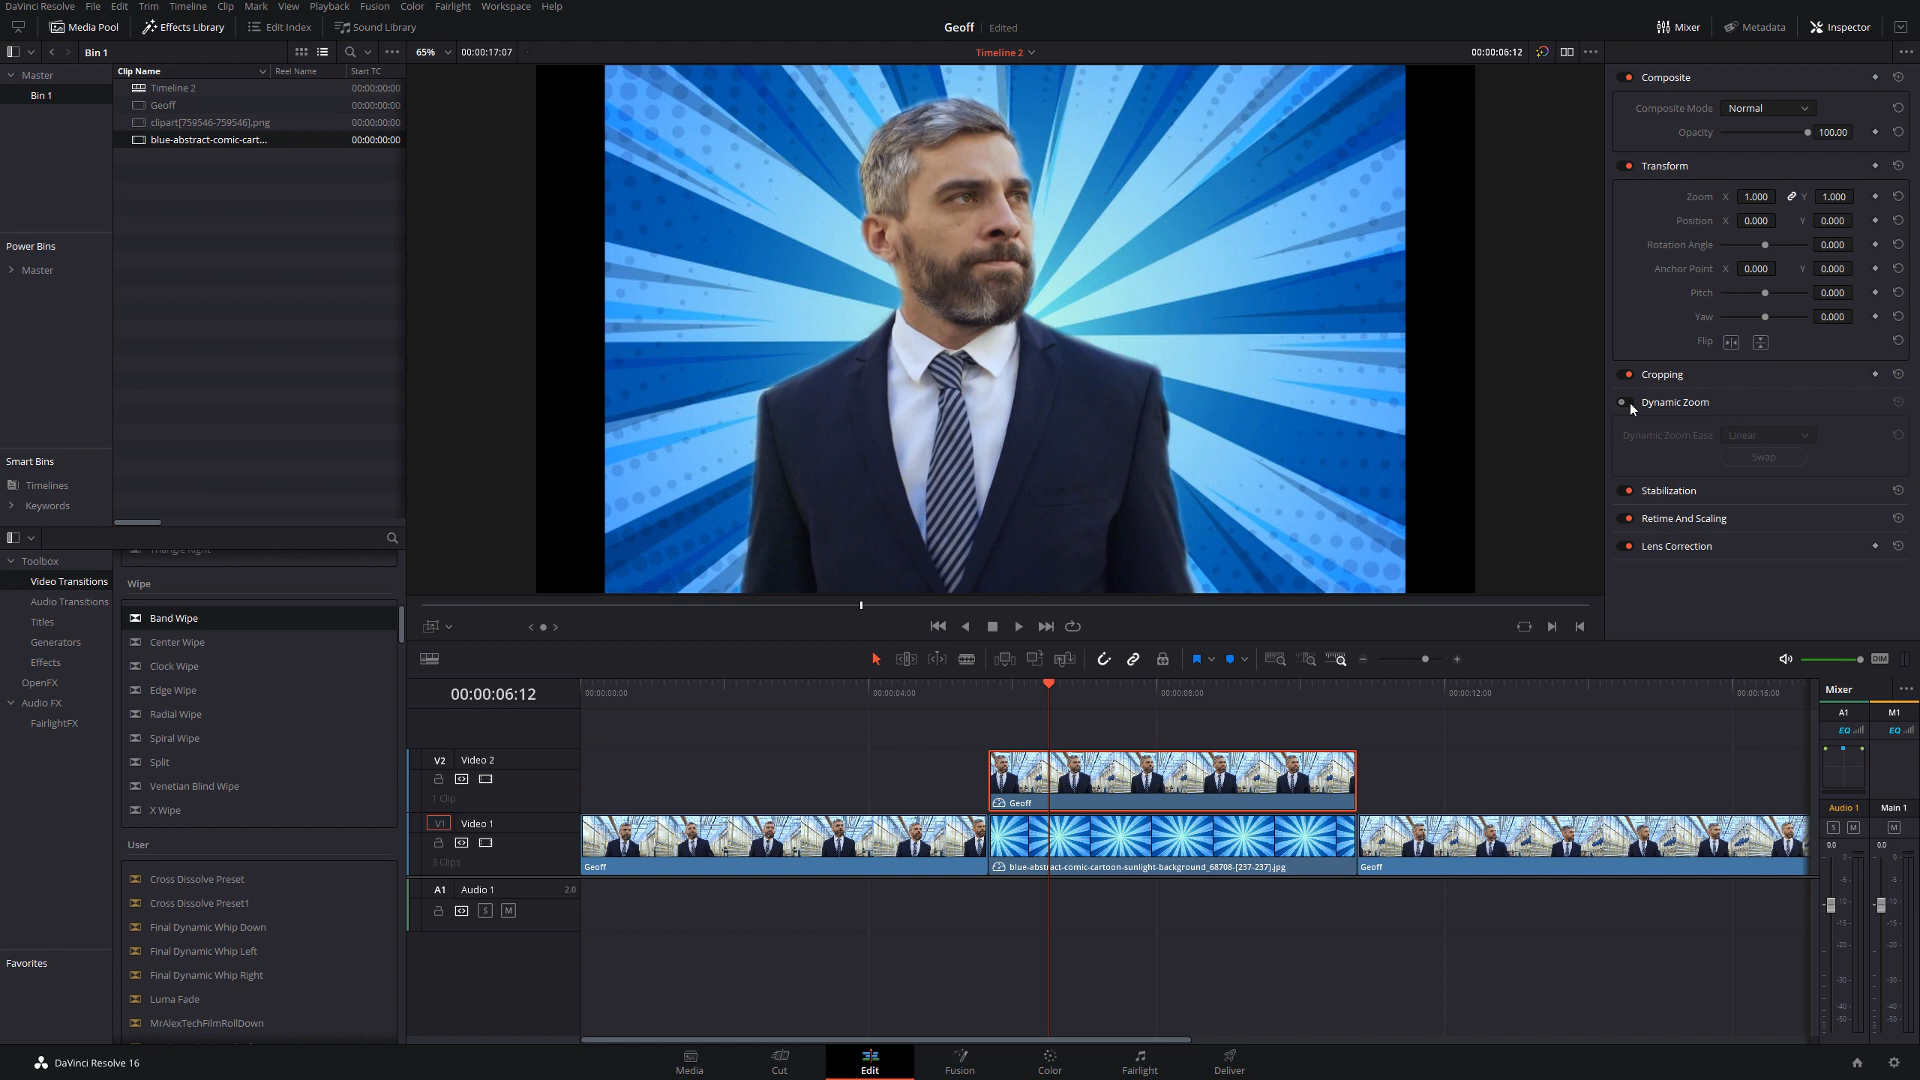 DaVinci Resolve File Edit Trim Timeline Clip Mark View Playback Fusion Color Fairlight Workspace Help
Media Pool Effects Library Edit Index Sound Library Geoff Edited Mixer Metadata Inspector
Bin 1 65% 00:00:17:07 Timeline 2 00:00:06:12
Master
Bin 1
Clip Name Reel Name Start TC
Timeline 2 00:00:00:00
Geoff 00:00:00:00
clipart[759546-759546].png 00:00:00:00
blue-abstract-comic-cart... 00:00:00:00
Power Bins
Master
Smart Bins
Timelines
Keywords
Composite
Composite Mode Normal
Opacity 100.00
Transform
Zoom X 1.000 Y 1.000
Position X 0.000 Y 0.000
Rotation Angle 0.000
Anchor Point X 0.000 Y 0.000
Pitch 0.000
Yaw 0.000
Flip
Cropping
Dynamic Zoom
Dynamic Zoom Ease Linear
Swap
Stabilization
Retime And Scaling
Lens Correction
Toolbox
Video Transitions
Audio Transitions
Titles
Generators
Effects
OpenFX
Audio FX
FairlightFX
Favorites
Triangle Right
Wipe
Band Wipe
Center Wipe
Clock Wipe
Edge Wipe
Radial Wipe
Spiral Wipe
Split
Venetian Blind Wipe
X Wipe
User
Cross Dissolve Preset
Cross Dissolve Preset1
Final Dynamic Whip Down
Final Dynamic Whip Left
Final Dynamic Whip Right
Luma Fade
MrAlexTechFilmRollDown
DIM
00:00:06:12 00:00:00:00 00:00:04:00 00:00:08:00 00:00:12:00 00:00:16:00
V2 Video 2
1 Clip
Geoff
V1 Video 1
3 Clips
Geoff blue-abstract-comic-cartoon-sunlight-background_68708-[237-237].jpg Geoff
A1 Audio 1 2.0
S M
Mixer
A1 M1
EQ EQ
Audio 1 Main 1
S M M
0.0 0.0
DaVinci Resolve 16
Media Cut Edit Fusion Color Fairlight Deliver